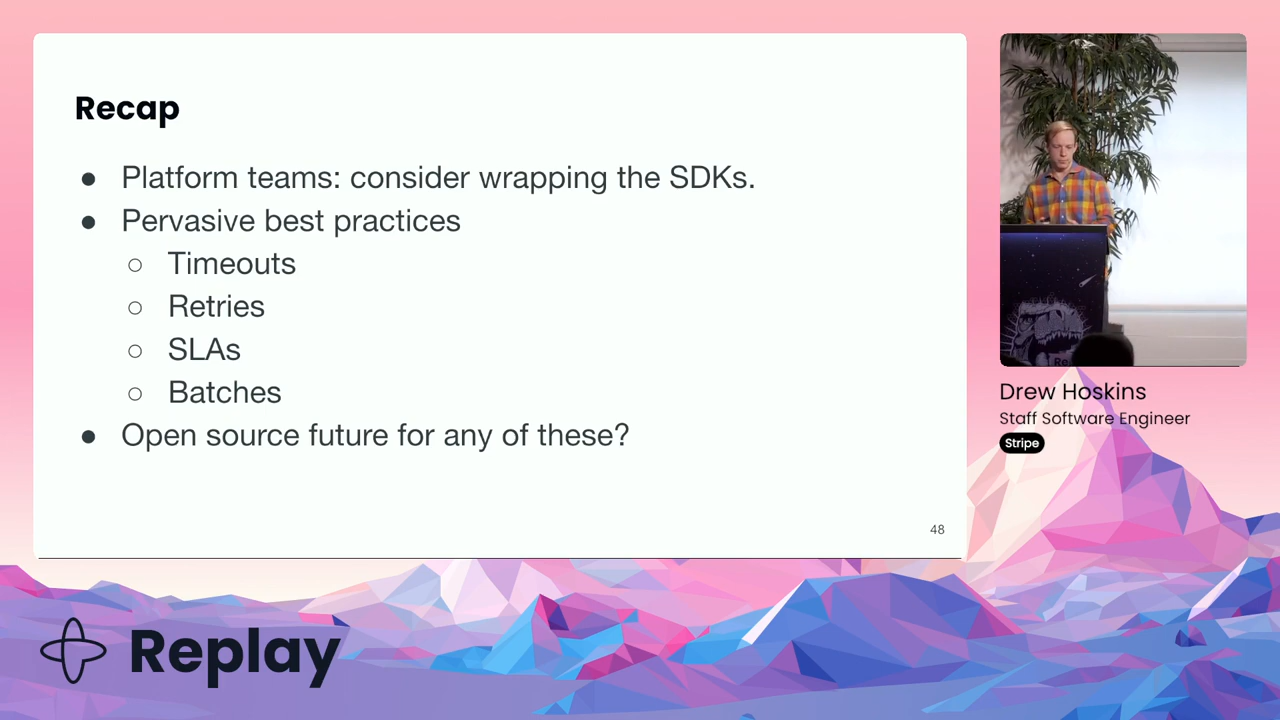 Recap
● Platform teams: consider wrapping the SDKs.
● Pervasive best practices
○ Timeouts
○ Retries
○ SLAs
○ Batches
● Open source future for any of these?
48
Drew Hoskins
Staff Software Engineer
Stripe
Replay